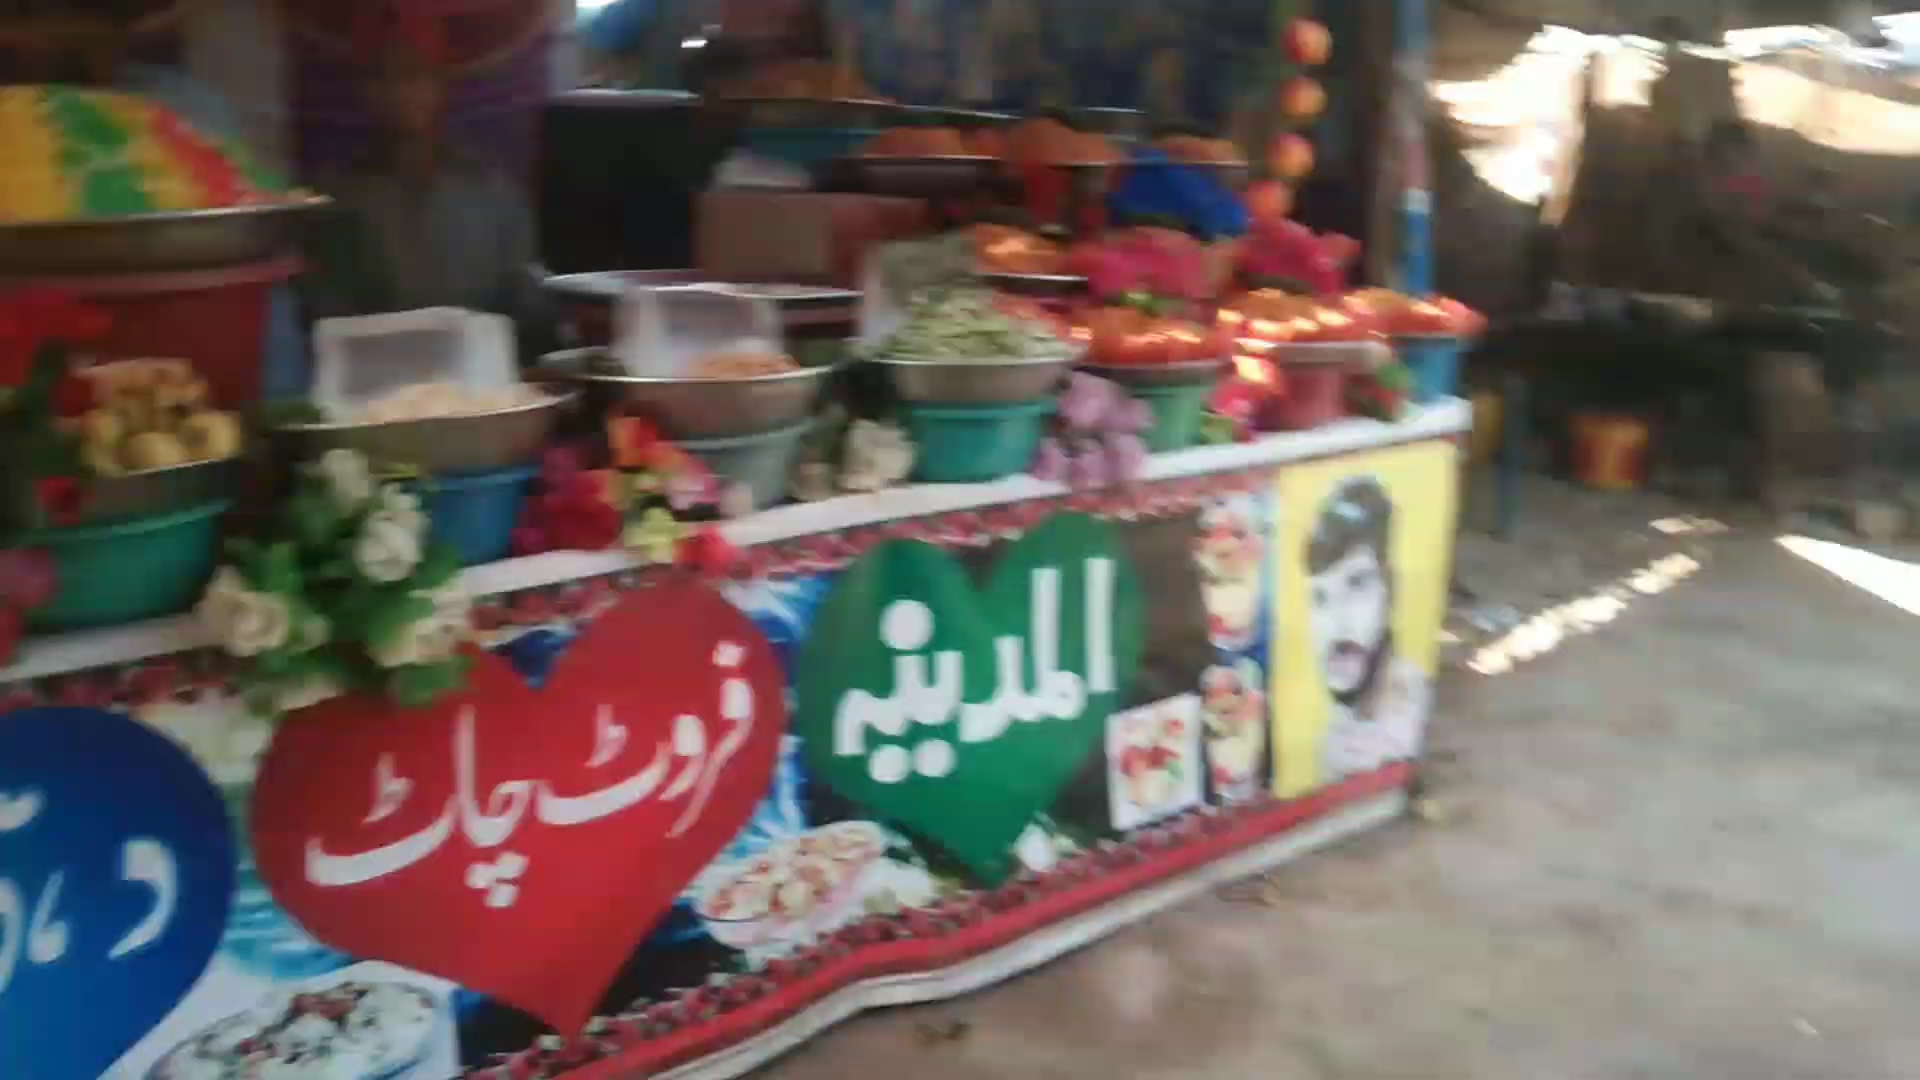 المدینہ
فروٹ چاٹ